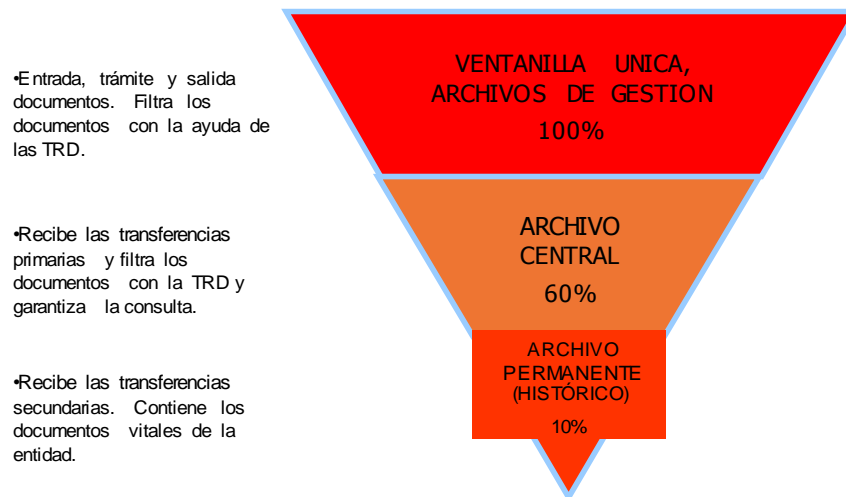 •Entrada, trámite y salida
documentos. Filtra los
documentos con la ayuda de
las TRD.
VENTANILLA UNICA,
ARCHIVOS DE GESTION
100%
•Recibe las transferencias
primarias y filtra los
documentos con la TRD y
garantiza la consulta.
ARCHIVO
CENTRAL
60%
•Recibe las transferencias
secundarias. Contiene los
documentos vitales de la
entidad.
ARCHIVO
PERMANENTE
(HISTÓRICO)
10%